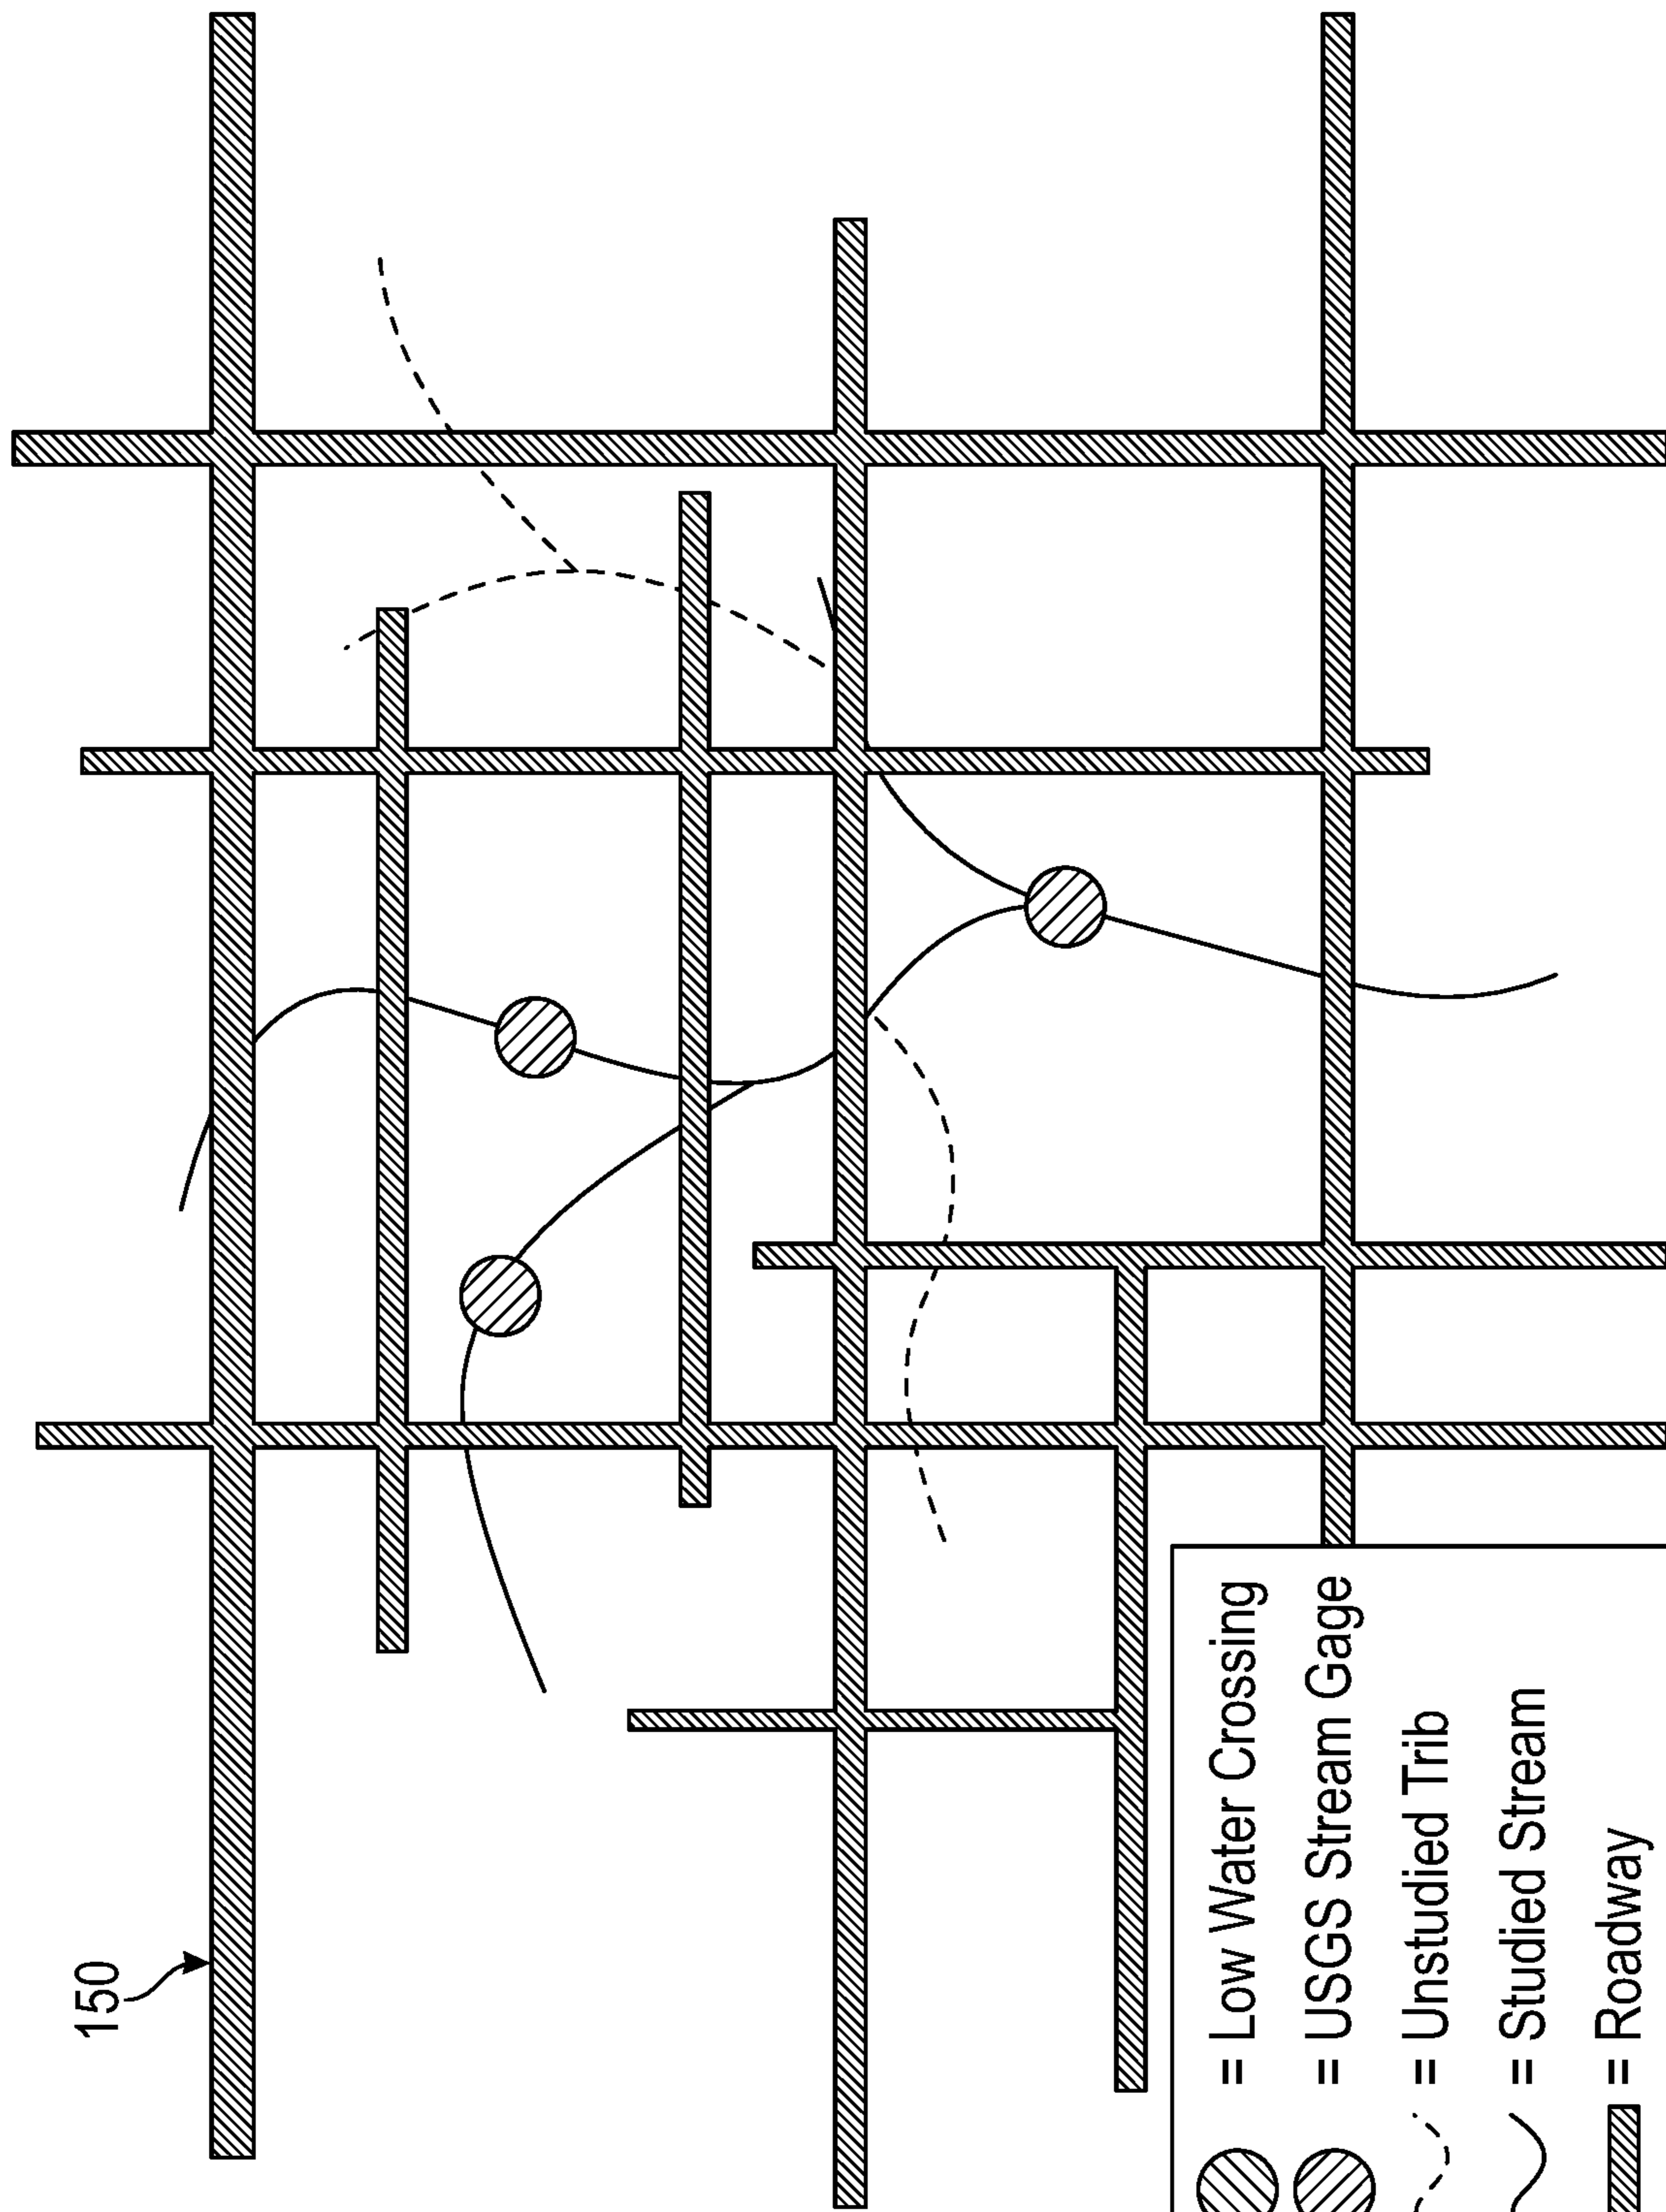 150
= Low Water Crossing
= USGS Stream Gage
= Unstudied Trib
= Studied Stream
= Roadway